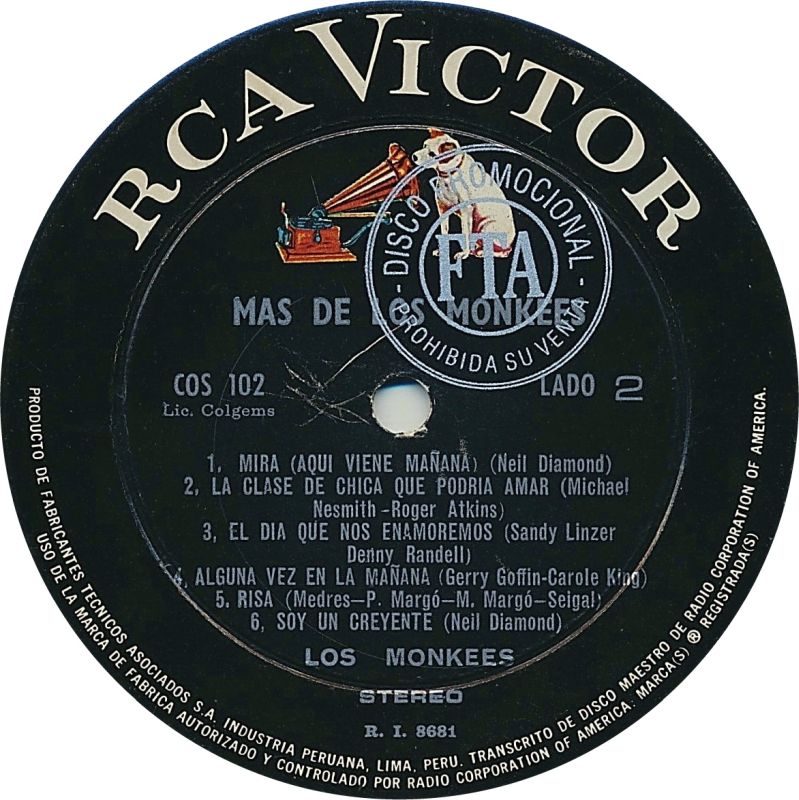 RCA VICTOR
- DISCO PROMOCIONAL -
FTA
PROHIBIDA SU VENTA
MAS DE LOS MONKEES
COS 102
Lic. Colgems
LADO 2
1. MIRA (AQUI VIENE MAÑANA) (Neil Diamond)
2. LA CLASE DE CHICA QUE PODRIA AMAR (Michael
Nesmith-Roger Atkins)
3. EL DIA QUE NOS ENAMOREMOS (Sandy Linzer
Denny Randell)
4. ALGUNA VEZ EN LA MAÑANA (Gerry Goffin-Carole King)
5. RISA (Medres-P. Margó-M. Margó-Seigal)
6. SOY UN CREYENTE (Neil Diamond)
LOS MONKEES
STEREO
R. I. 8681
PRODUCTO DE FABRICANTES TECNICOS ASOCIADOS S.A. INDUSTRIA PERUANA, LIMA, PERU. TRANSCRITO DE DISCO MAESTRO DE RADIO CORPORATION OF AMERICA.
USO DE LA MARCA DE FABRICA AUTORIZADO Y CONTROLADO POR RADIO CORPORATION OF AMERICA. MARCA(S) ® REGISTRADA(S)